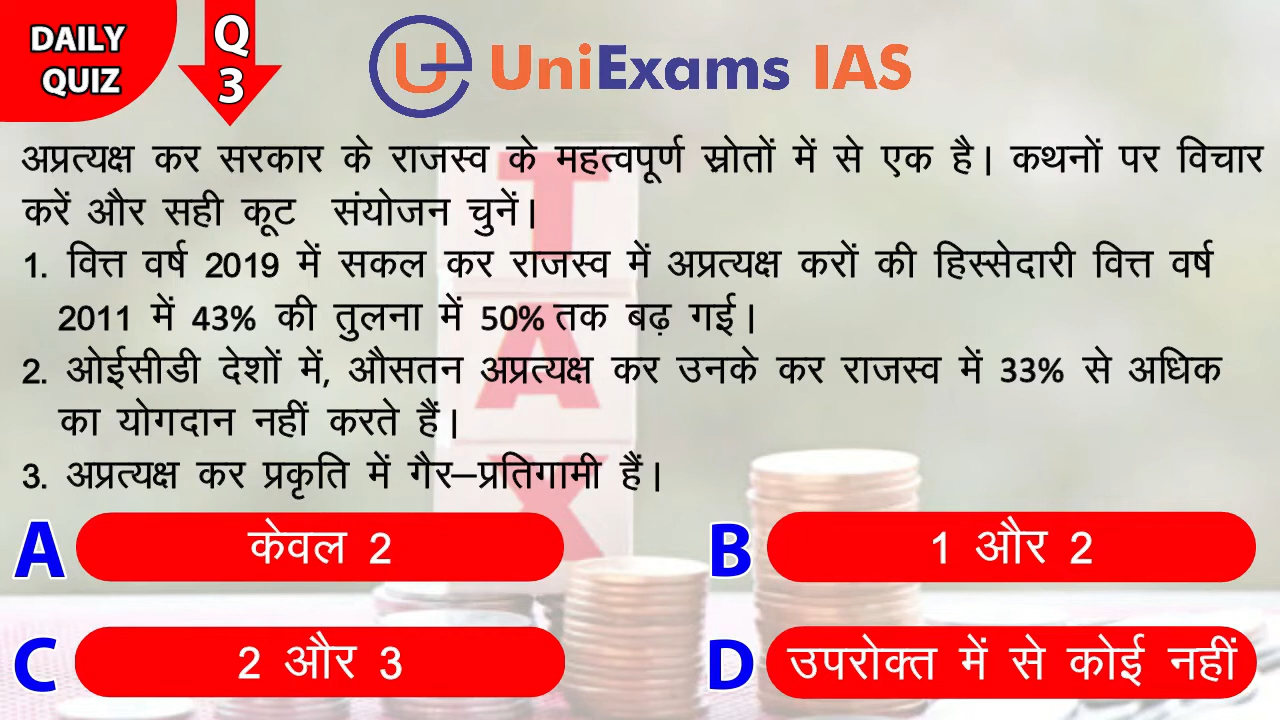 DAILY
QUIZ
Q
3
UniExams IAS
अप्रत्यक्ष कर सरकार के राजस्व के महत्वपूर्ण स्रोतों में से एक है। कथनों पर विचार
करें और सही कूट संयोजन चुनें।
1. वित्त वर्ष 2019 में सकल कर राजस्व में अप्रत्यक्ष करों की हिस्सेदारी वित्त वर्ष
2011 में 43% की तुलना में 50% तक बढ़ गई।
2. ओईसीडी देशों में, औसतन अप्रत्यक्ष कर उनके कर राजस्व में 33% से अधिक
का योगदान नहीं करते हैं।
3. अप्रत्यक्ष कर प्रकृति में गैर–प्रतिगामी हैं।
A केवल 2
B 1 और 2
C 2 और 3
D उपरोक्त में से कोई नहीं
T
A
X